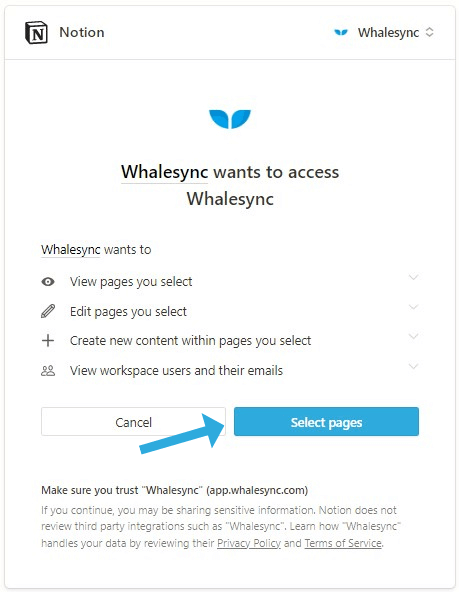 Notion
Whalesync
Whalesync wants to access
Whalesync
Whalesync wants to
View pages you select
Edit pages you select
Create new content within pages you select
View workspace users and their emails
Cancel
Select pages
Make sure you trust "Whalesync" (app.whalesync.com)
If you continue, you may be sharing sensitive information. Notion does not
review third party integrations such as "Whalesync". Learn how "Whalesync"
handles your data by reviewing their Privacy Policy and Terms of Service.